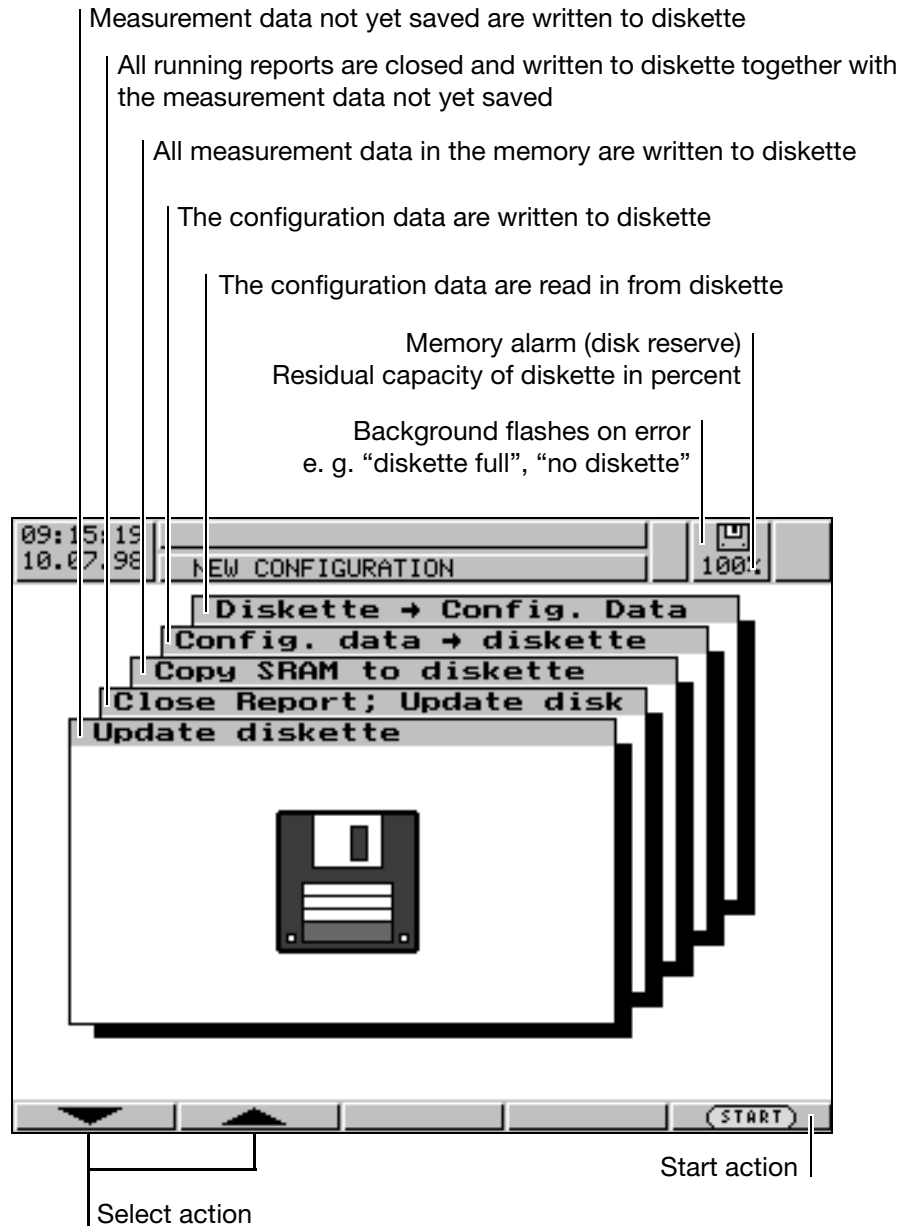 Measurement data not yet saved are written to diskette
All running reports are closed and written to diskette together with
the measurement data not yet saved
All measurement data in the memory are written to diskette
The configuration data are written to diskette
The configuration data are read in from diskette
Memory alarm (disk reserve)
Residual capacity of diskette in percent
Background flashes on error
e. g. “diskette full”, “no diskette”
09:15:19
10.07.98
NEW CONFIGURATION
100%
Diskette → Config. Data
Config. data → diskette
Copy SRAM to diskette
Close Report; Update disk
Update diskette
(START)
Start action
Select action